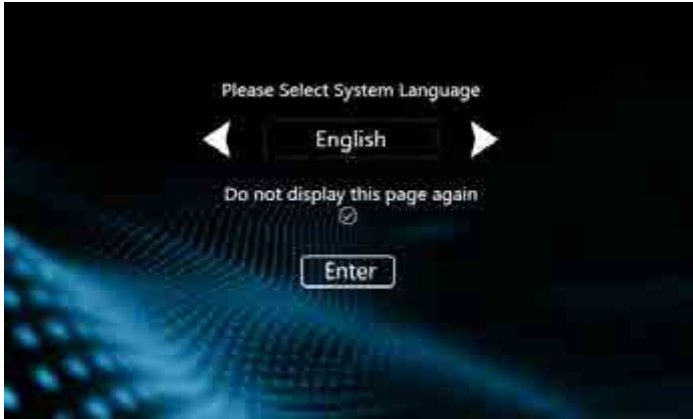 Please Select System Language
English
Do not display this page again
Enter